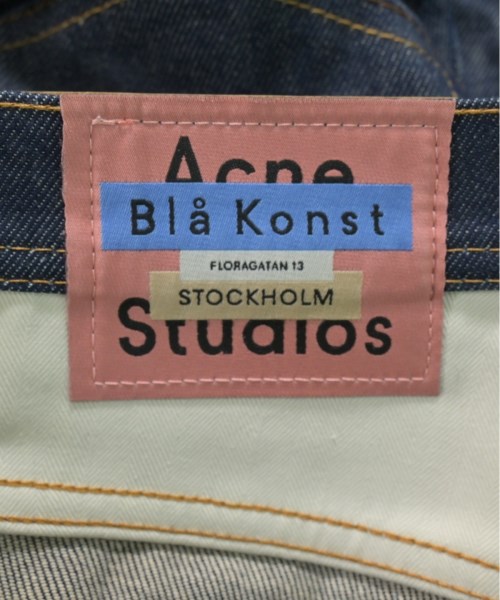 Acne
Blå Konst
FLORAGATAN 13
STOCKHOLM
Studios